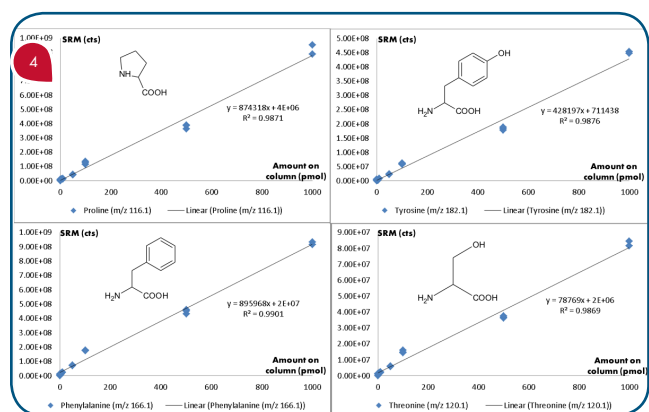 4
1.00E+09
SRM (cts)
NH
COOH
y = 874318x + 4E+06
R² = 0.9871
6.00E+08
5.00E+08
4.00E+08
3.00E+08
2.00E+08
1.00E+08
0.00E+00
Amount on
column (pmol)
0 200 400 600 800 1000
Proline (m/z 116.1) Linear (Proline (m/z 116.1))
5.00E+08
4.50E+08
4.00E+08
3.50E+08
3.00E+08
2.50E+08
2.00E+08
1.50E+08
1.00E+08
5.00E+07
0.00E+00
SRM (cts)
OH
H₂N COOH
y = 428197x + 711438
R² = 0.9876
Amount on
column (pmol)
0 200 400 600 800 1000
Tyrosine (m/z 182.1) Linear (Tyrosine (m/z 182.1))
1.00E+09
9.00E+08
8.00E+08
7.00E+08
6.00E+08
5.00E+08
4.00E+08
3.00E+08
2.00E+08
1.00E+08
0.00E+00
SRM (cts)
H₂N COOH
y = 895968x + 2E+07
R² = 0.9901
Amount on
column (pmol)
0 200 400 600 800 1000
Phenylalanine (m/z 166.1) Linear (Phenylalanine (m/z 166.1))
9.00E+07
8.00E+07
7.00E+07
6.00E+07
5.00E+07
4.00E+07
3.00E+07
2.00E+07
1.00E+07
0.00E+00
SRM (cts)
OH
H₂N COOH
y = 78769x + 2E+06
R² = 0.9869
Amount on
column (pmol)
0 200 400 600 800 1000
Threonine (m/z 120.1) Linear (Threonine (m/z 120.1))